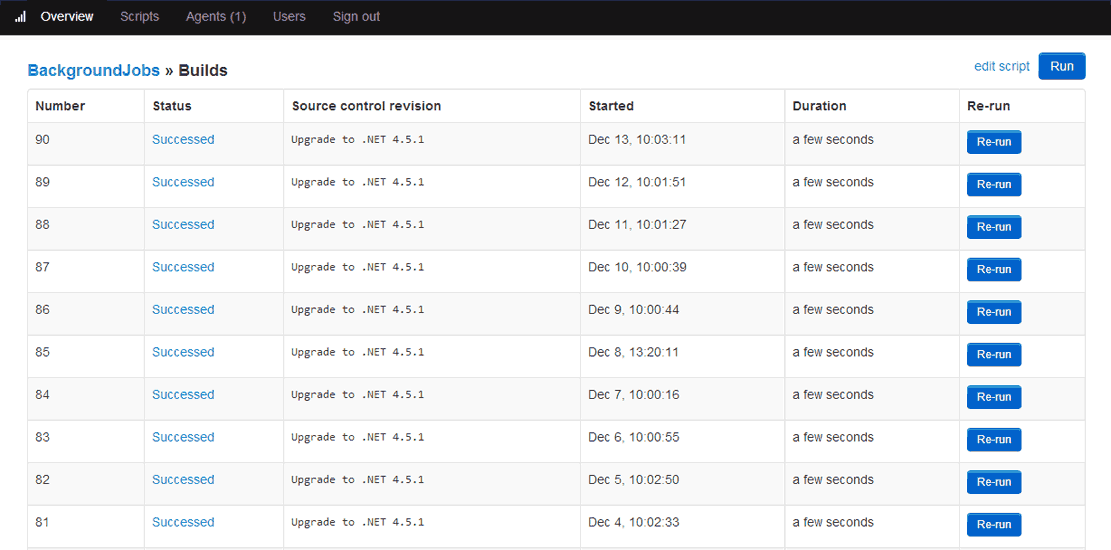 Overview Scripts Agents (1) Users Sign out
BackgroundJobs » Builds edit script Run
Number Status Source control revision Started Duration Re-run
90 Successed Upgrade to .NET 4.5.1 Dec 13, 10:03:11 a few seconds Re-run
89 Successed Upgrade to .NET 4.5.1 Dec 12, 10:01:51 a few seconds Re-run
88 Successed Upgrade to .NET 4.5.1 Dec 11, 10:01:27 a few seconds Re-run
87 Successed Upgrade to .NET 4.5.1 Dec 10, 10:00:39 a few seconds Re-run
86 Successed Upgrade to .NET 4.5.1 Dec 9, 10:00:44 a few seconds Re-run
85 Successed Upgrade to .NET 4.5.1 Dec 8, 13:20:11 a few seconds Re-run
84 Successed Upgrade to .NET 4.5.1 Dec 7, 10:00:16 a few seconds Re-run
83 Successed Upgrade to .NET 4.5.1 Dec 6, 10:00:55 a few seconds Re-run
82 Successed Upgrade to .NET 4.5.1 Dec 5, 10:02:50 a few seconds Re-run
81 Successed Upgrade to .NET 4.5.1 Dec 4, 10:02:33 a few seconds Re-run